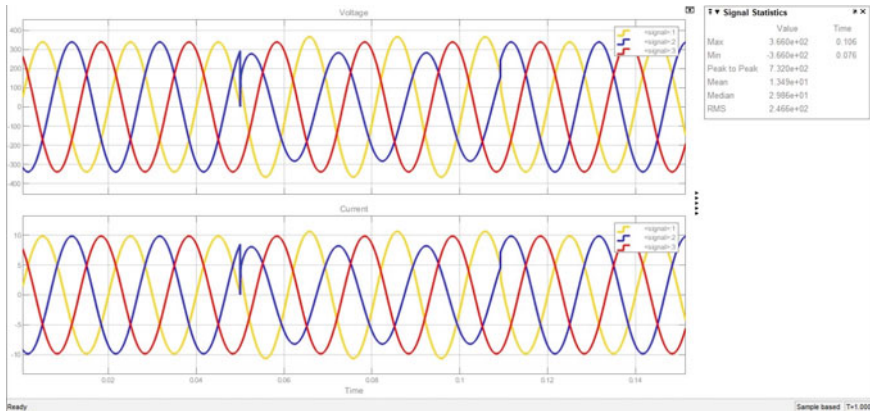 Voltage
400
300
200
100
0
-100
-200
-300
-400
<signal>:1
<signal>:2
<signal>:3
Current
10
5
0
-5
-10
<signal>:1
<signal>:2
<signal>:3
0.02
0.04
0.06
0.08
0.1
0.12
0.14
Time
Signal Statistics
Value Time
Max 3.660e+02 0.106
Min -3.660e+02 0.076
Peak to Peak 7.320e+02
Mean 1.349e+01
Median 2.986e+01
RMS 2.466e+02
Ready
Sample based